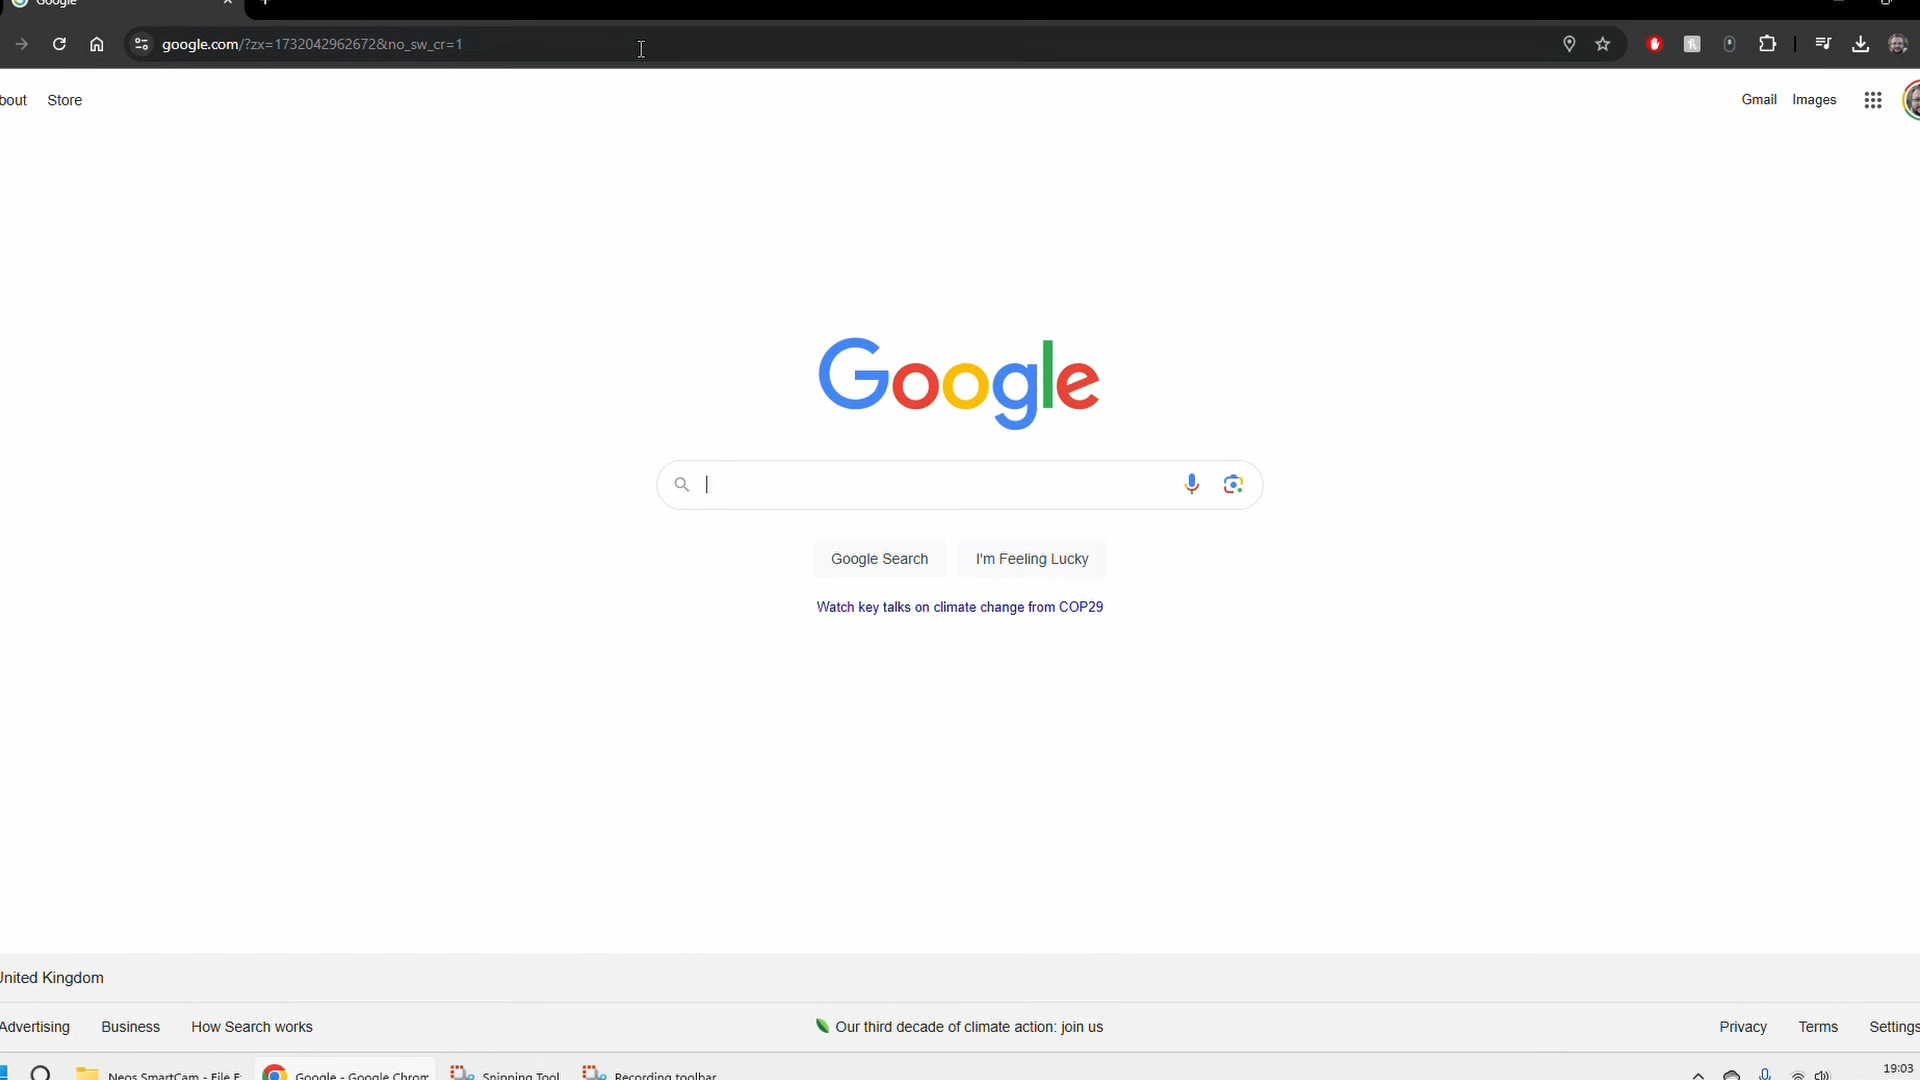 Google
google.com/?zx=1732042962672&no_sw_cr=1
bout Store
Gmail Images
Google
Google Search I'm Feeling Lucky
Watch key talks on climate change from COP29
United Kingdom
Advertising Business How Search works
Our third decade of climate action: join us
Privacy Terms Settings
Neos SmartCam - File E
Google - Google Chrom
Snipping Tool
Recording toolbar
19:03